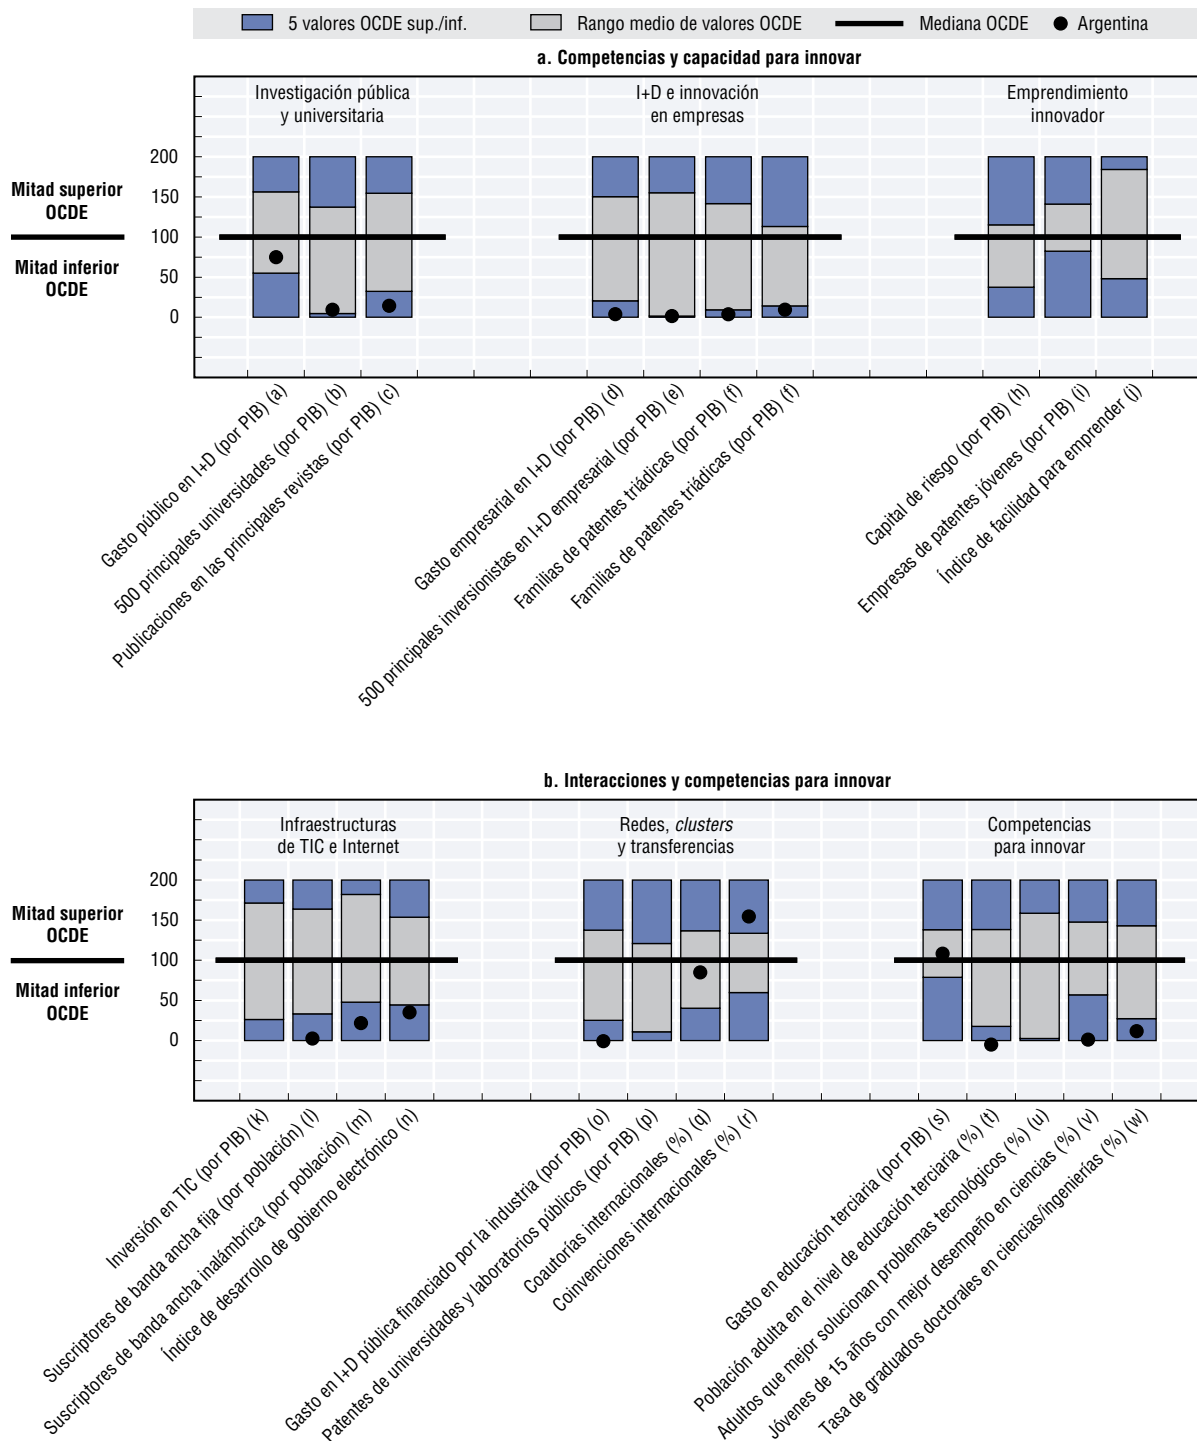 5 valores OCDE sup./inf.
Rango medio de valores OCDE
Mediana OCDE
Argentina
a. Competencias y capacidad para innovar
Investigación pública
y universitaria
I+D e innovación
en empresas
Emprendimiento
innovador
200
150
100
50
0
Mitad superior
OCDE
Mitad inferior
OCDE
Gasto público en I+D (por PIB) (a)
500 principales universidades (por PIB) (b)
Publicaciones en las principales revistas (por PIB) (c)
Gasto empresarial en I+D (por PIB) (d)
500 principales inversionistas en I+D empresarial (por PIB) (e)
Familias de patentes triádicas (por PIB) (f)
Familias de patentes triádicas (por PIB) (f)
Capital de riesgo (por PIB) (h)
Empresas de patentes jóvenes (por PIB) (i)
Índice de facilidad para emprender (j)
b. Interacciones y competencias para innovar
Infraestructuras
de TIC e Internet
Redes, clusters
y transferencias
Competencias
para innovar
200
150
100
50
0
Mitad superior
OCDE
Mitad inferior
OCDE
Inversión en TIC (por PIB) (k)
Suscriptores de banda ancha fija (por población) (l)
Suscriptores de banda ancha inalámbrica (por población) (m)
Índice de desarrollo de gobierno electrónico (n)
Gasto en I+D pública financiado por la industria (por PIB) (o)
Patentes de universidades y laboratorios públicos (por PIB) (p)
Coautorías internacionales (%) (q)
Coinvenciones internacionales (%) (r)
Gasto en educación terciaria (por PIB) (s)
Población adulta en el nivel de educación terciaria (%) (t)
Adultos que mejor solucionan problemas tecnológicos (%) (u)
Jóvenes de 15 años con mejor desempeño en ciencias (%) (v)
Tasa de graduados doctorales en ciencias/ingenierías (%) (w)